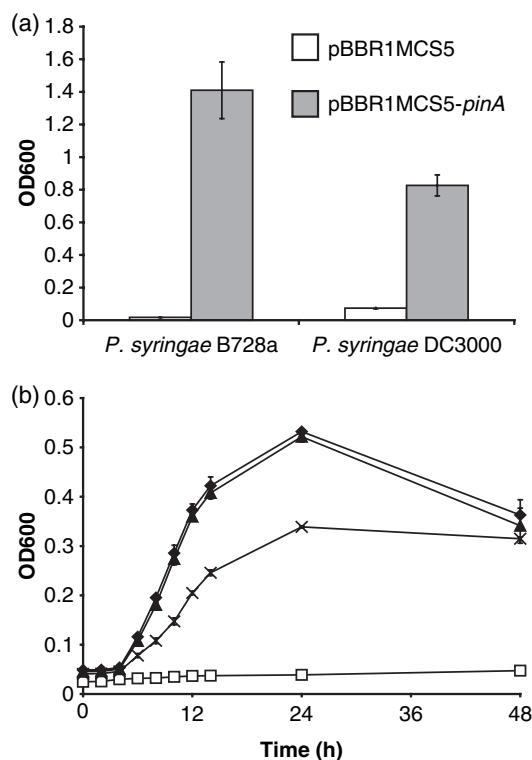 (a)
1.8
1.6
1.4
1.2
1
0.8
0.6
0.4
0.2
0
OD600
pBBR1MCS5
pBBR1MCS5-pinA
P. syringae B728a
P. syringae DC3000
(b)
0.6
0.5
0.4
0.3
0.2
0.1
0
OD600
0
12
24
36
48
Time (h)